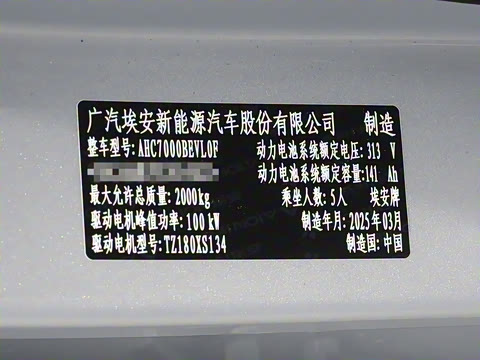 广汽埃安新能源汽车股份有限公司 制造
整车型号: AHC7000BEVL0F 动力电池系统额定电压: 313 V
动力电池系统额定容量: 141 Ah
最大允许总质量: 2000kg 乘坐人数: 5人 埃安牌
驱动电机峰值功率: 100 kW 制造年月: 2025年03月
驱动电机型号: TZ180XS134 制造国: 中国